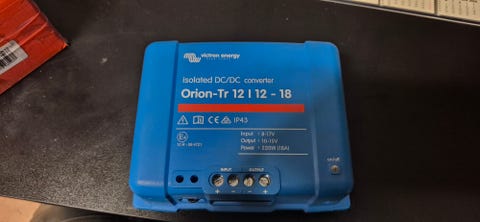 victron energy
isolated DC/DC converter
Orion-Tr 12 | 12 - 18
CE IP43
Input : 8-17V
Output : 10-15V
Power : 220W (18A)
INPUT OUTPUT
+ - - +